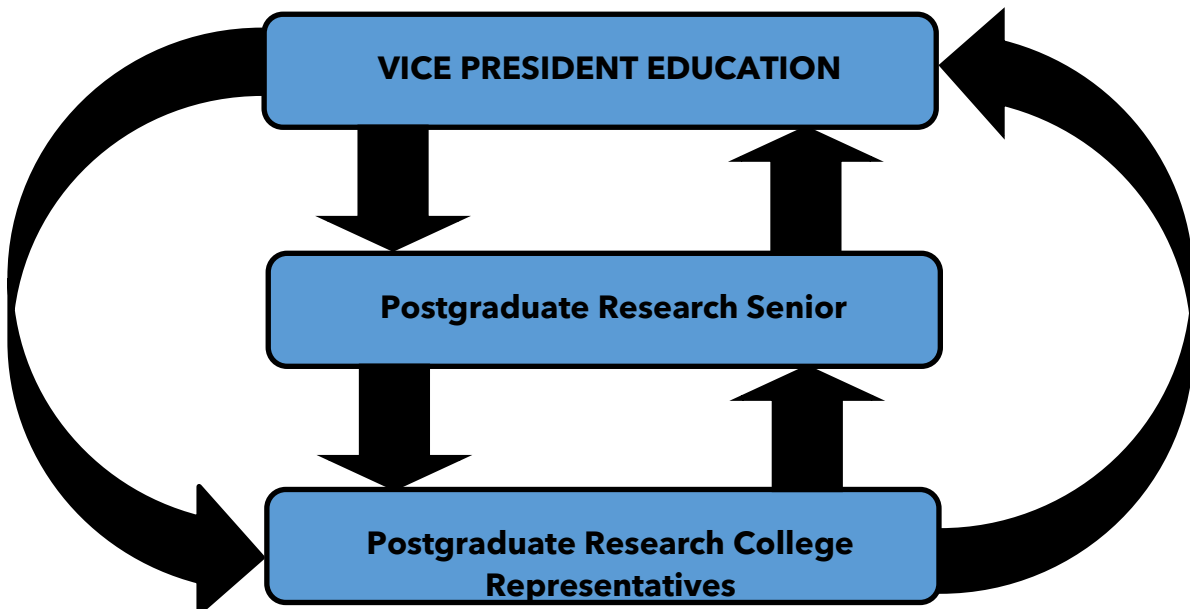 VICE PRESIDENT EDUCATION
Postgraduate Research Senior
Postgraduate Research College
Representatives